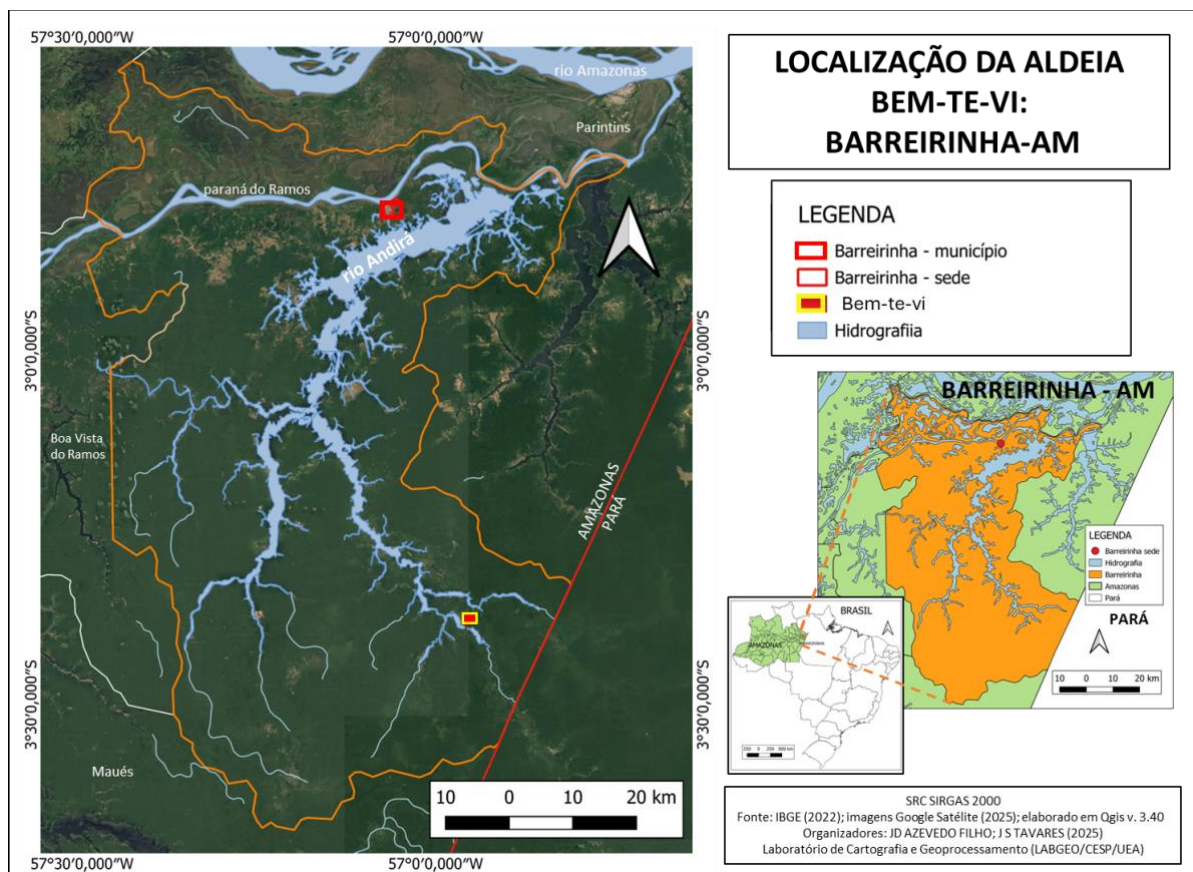 57°30'0,000"W
57°0'0,000"W
rio Amazonas
Parintins
paraná do Ramos
rio Andirá
3°0'0,000"S
3°0'0,000"S
Boa Vista
do Ramos
AMAZONAS
PARÁ
3°30'0,000"S
3°30'0,000"S
Maués
10 0 10 20 km
57°30'0,000"W
57°0'0,000"W
LOCALIZAÇÃO DA ALDEIA
BEM-TE-VI:
BARREIRINHA-AM
LEGENDA
Barreirinha - município
Barreirinha - sede
Bem-te-vi
Hidrografiia
BARREIRINHA - AM
LEGENDA
Barreirinha sede
Hidrografia
Barreirinha
Amazonas
Pará
PARÁ
10 0 10 20 km
BRASIL
AMAZONAS
250 0 250 500 km
SRC SIRGAS 2000
Fonte: IBGE (2022); imagens Google Satélite (2025); elaborado em Qgis v. 3.40
Organizadores: JD AZEVEDO FILHO; J S TAVARES (2025)
Laboratório de Cartografia e Geoprocessamento (LABGEO/CESP/UEA)